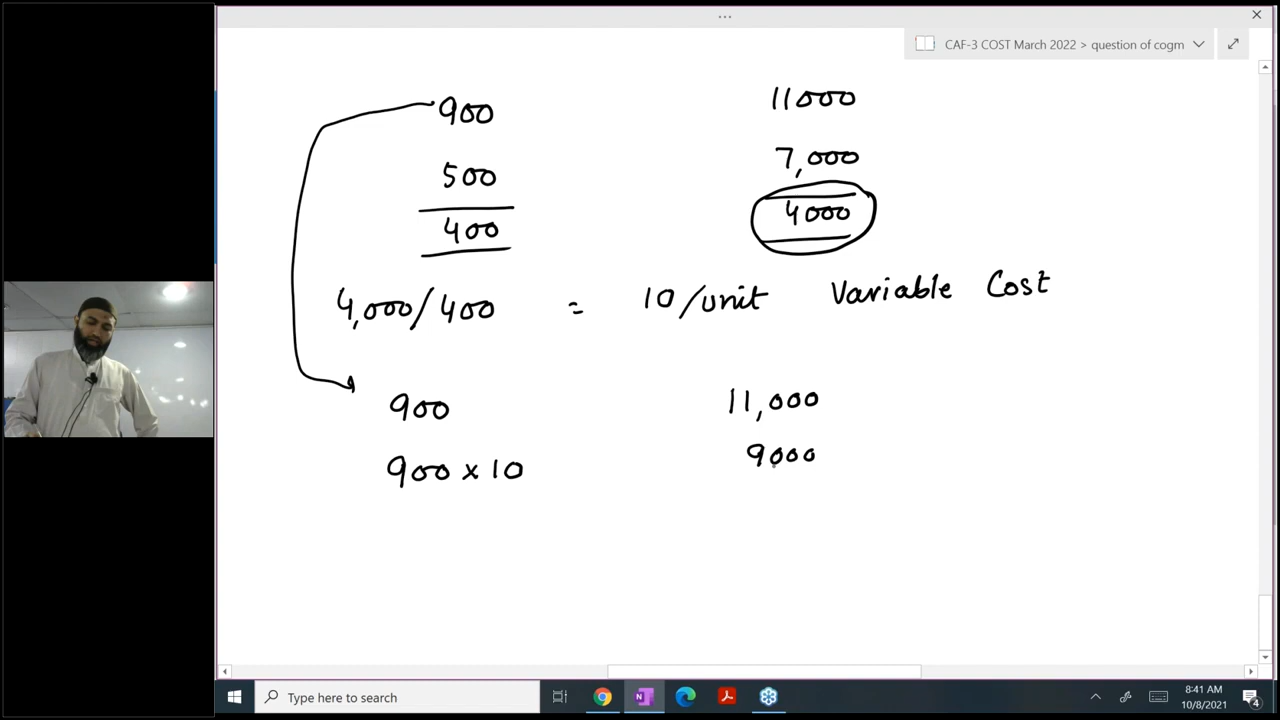 CAF-3 COST March 2022 > question of cogm
900 11000
500 7,000
400 4000
4,000/400 = 10/unit Variable Cost
900 11,000
900 x 10 9000
Type here to search
8:41 AM
10/8/2021
4